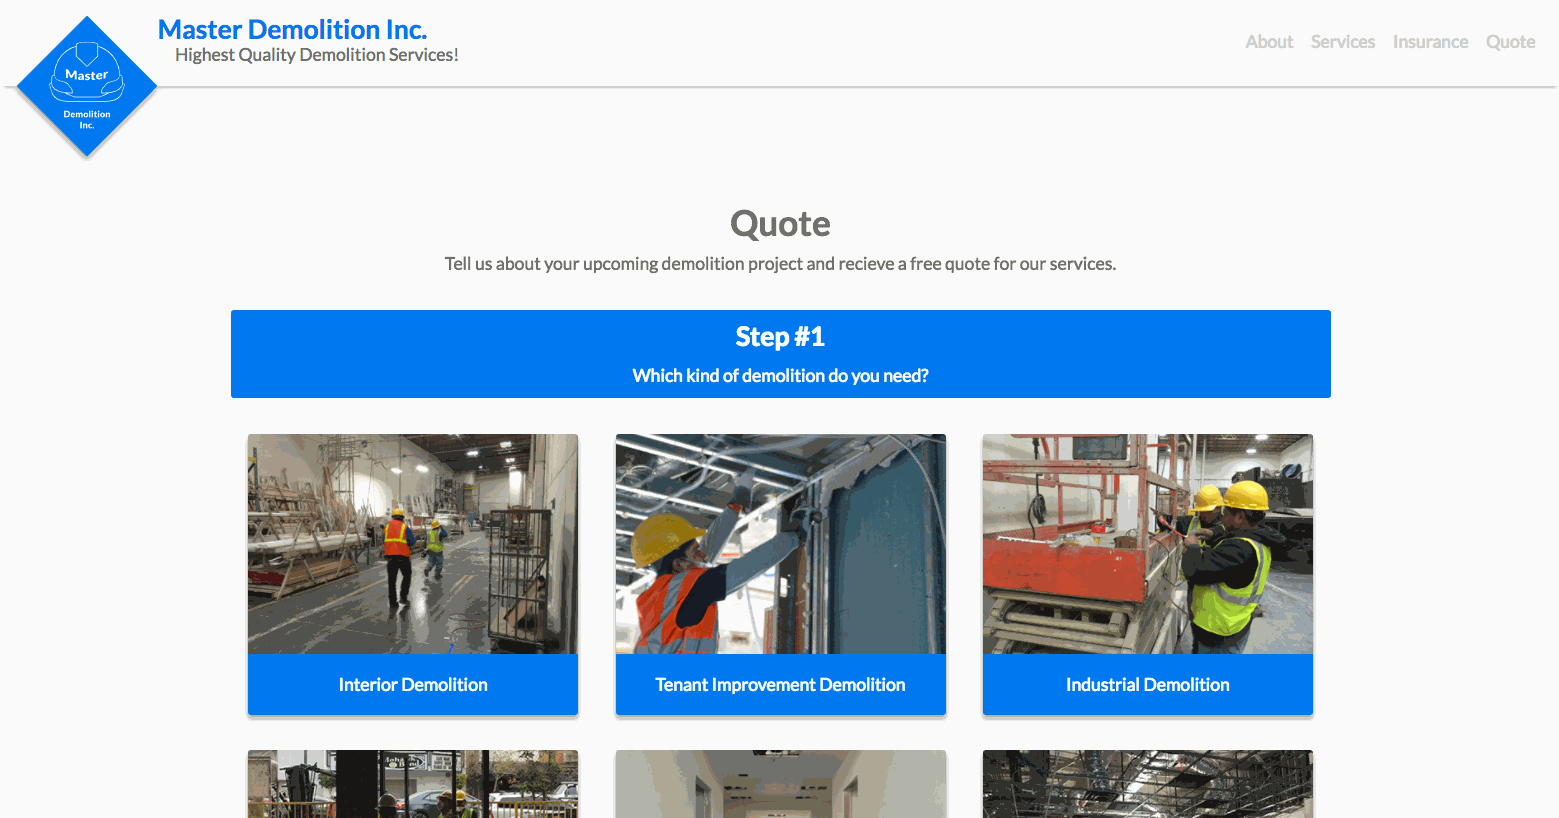 Master Demolition Inc.
Highest Quality Demolition Services!
About Services Insurance Quote
Master
Demolition
Inc.
Quote
Tell us about your upcoming demolition project and recieve a free quote for our services.
Step #1
Which kind of demolition do you need?
Interior Demolition
Tenant Improvement Demolition
Industrial Demolition